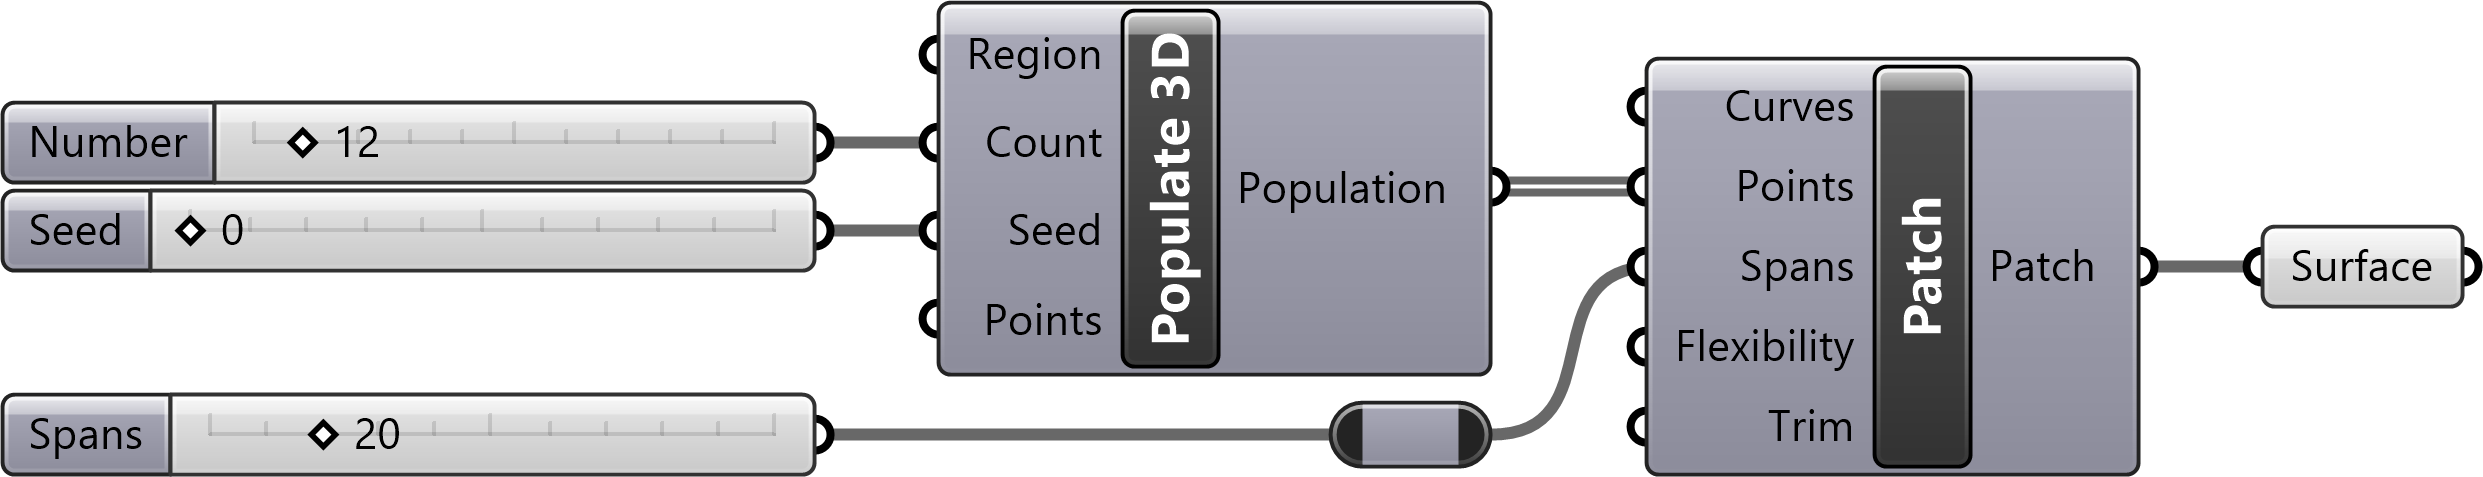 Number
12
Seed
0
Spans
20
Region
Count
Seed
Points
Populate 3D
Population
Curves
Points
Spans
Flexibility
Trim
Patch
Patch
Surface